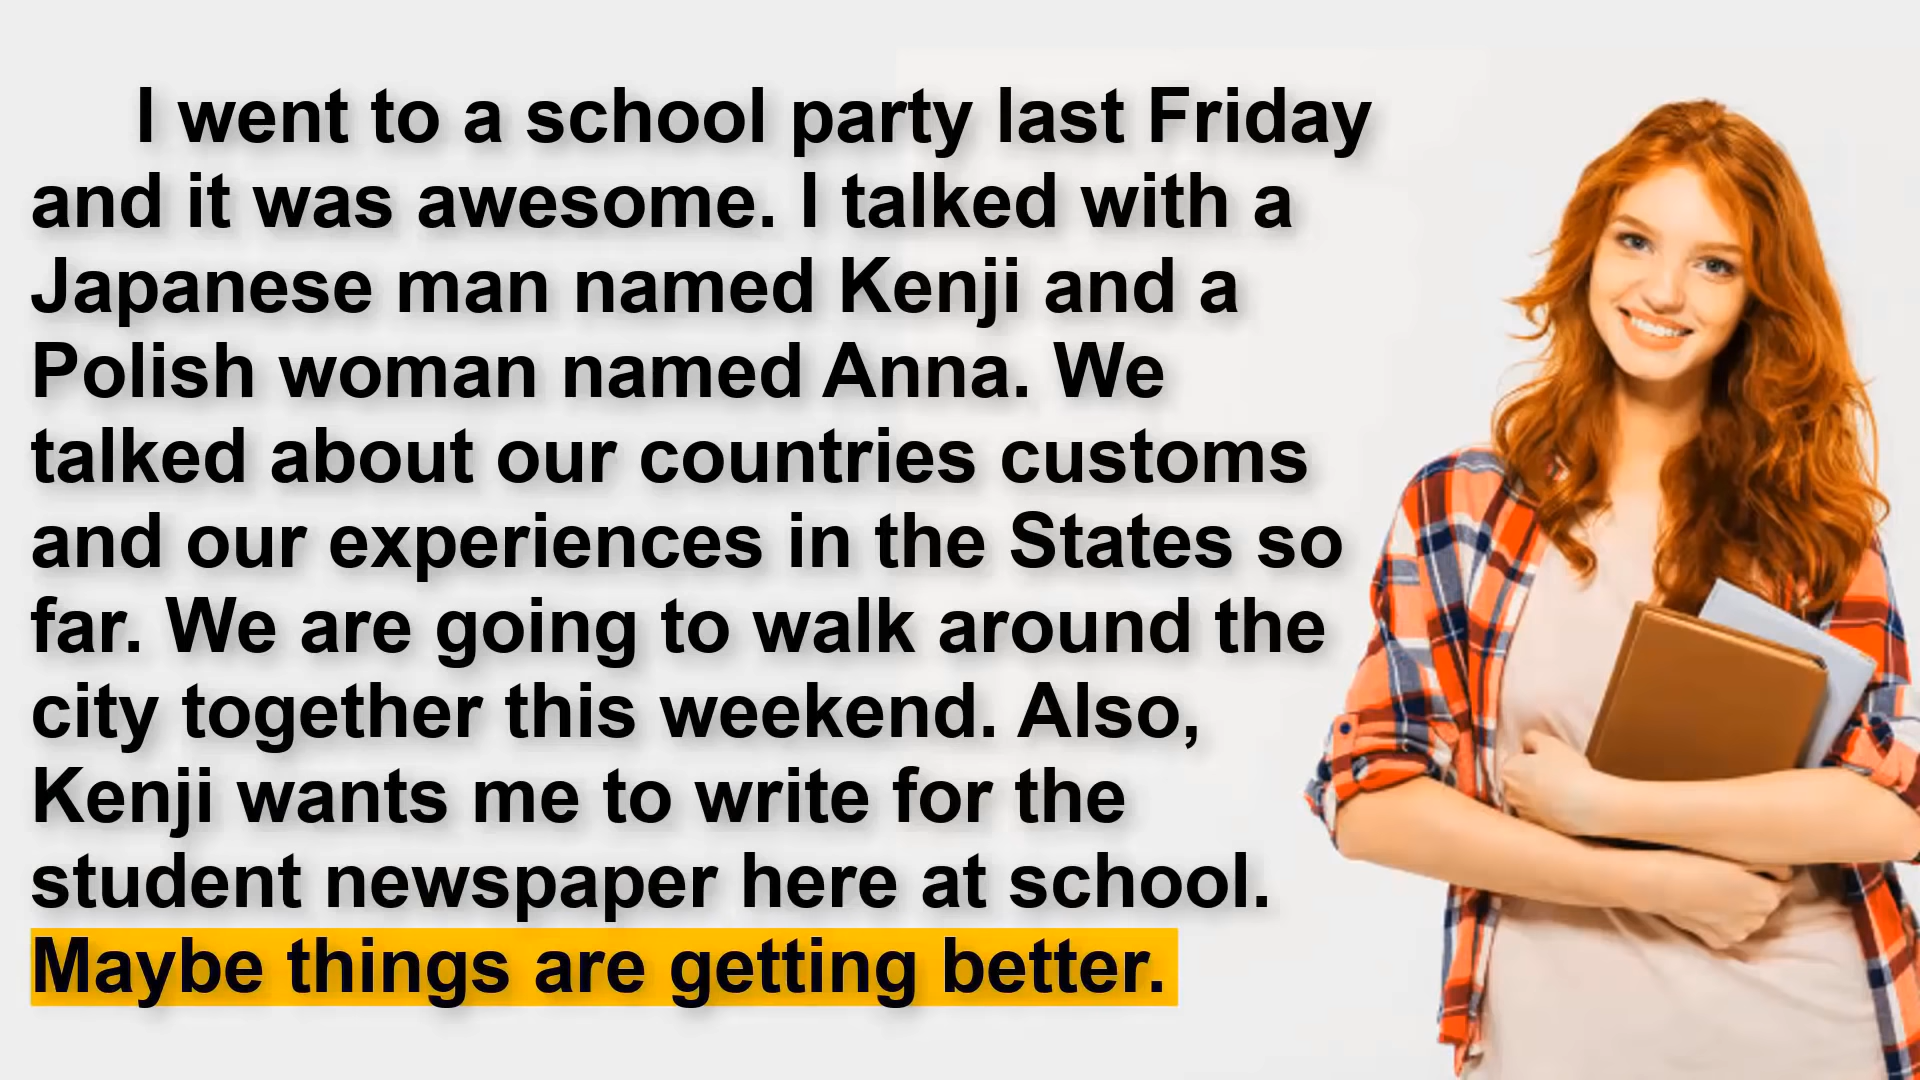 I went to a school party last Friday
and it was awesome. I talked with a
Japanese man named Kenji and a
Polish woman named Anna. We
talked about our countries customs
and our experiences in the States so
far. We are going to walk around the
city together this weekend. Also,
Kenji wants me to write for the
student newspaper here at school.
Maybe things are getting better.